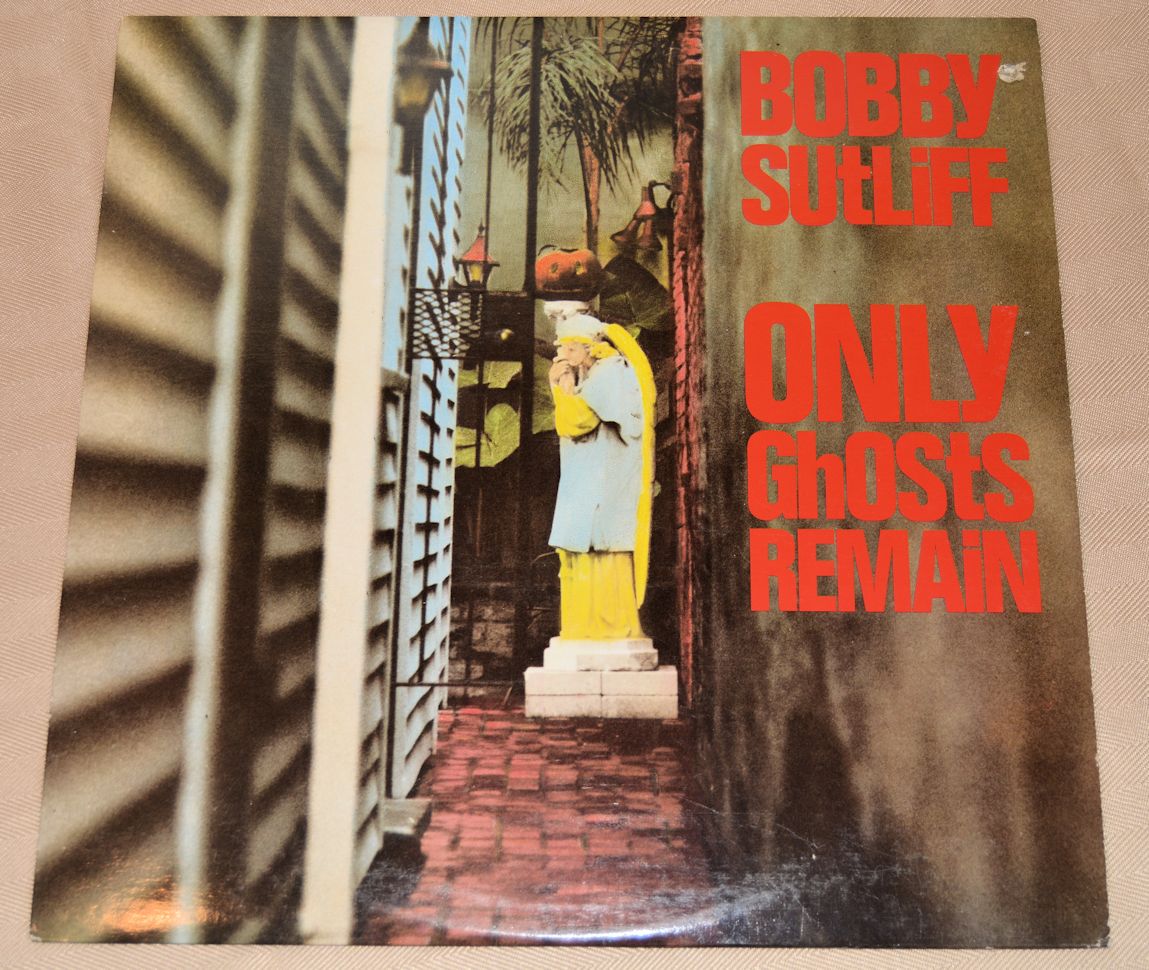 BOBBY
SUtLiFF
ONLY
GhOStS
REMAiN